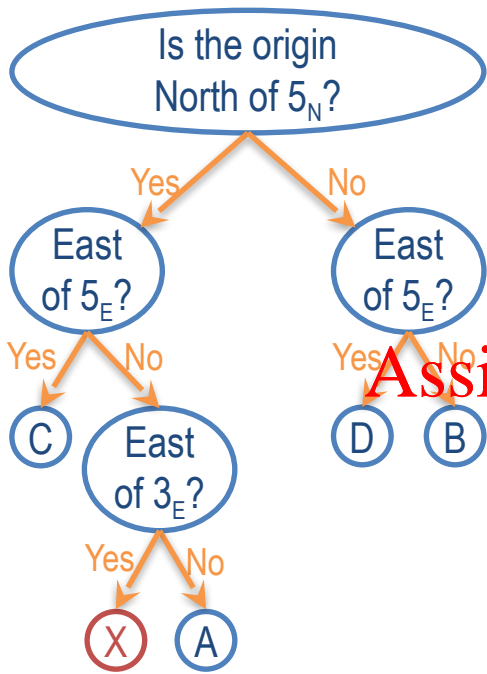 Is the origin
North of 5N?
Yes
No
East
of 5E?
East
of 5E?
Yes
No
Yes
No
Assi
C
East
of 3E?
D
B
Yes
No
X
A